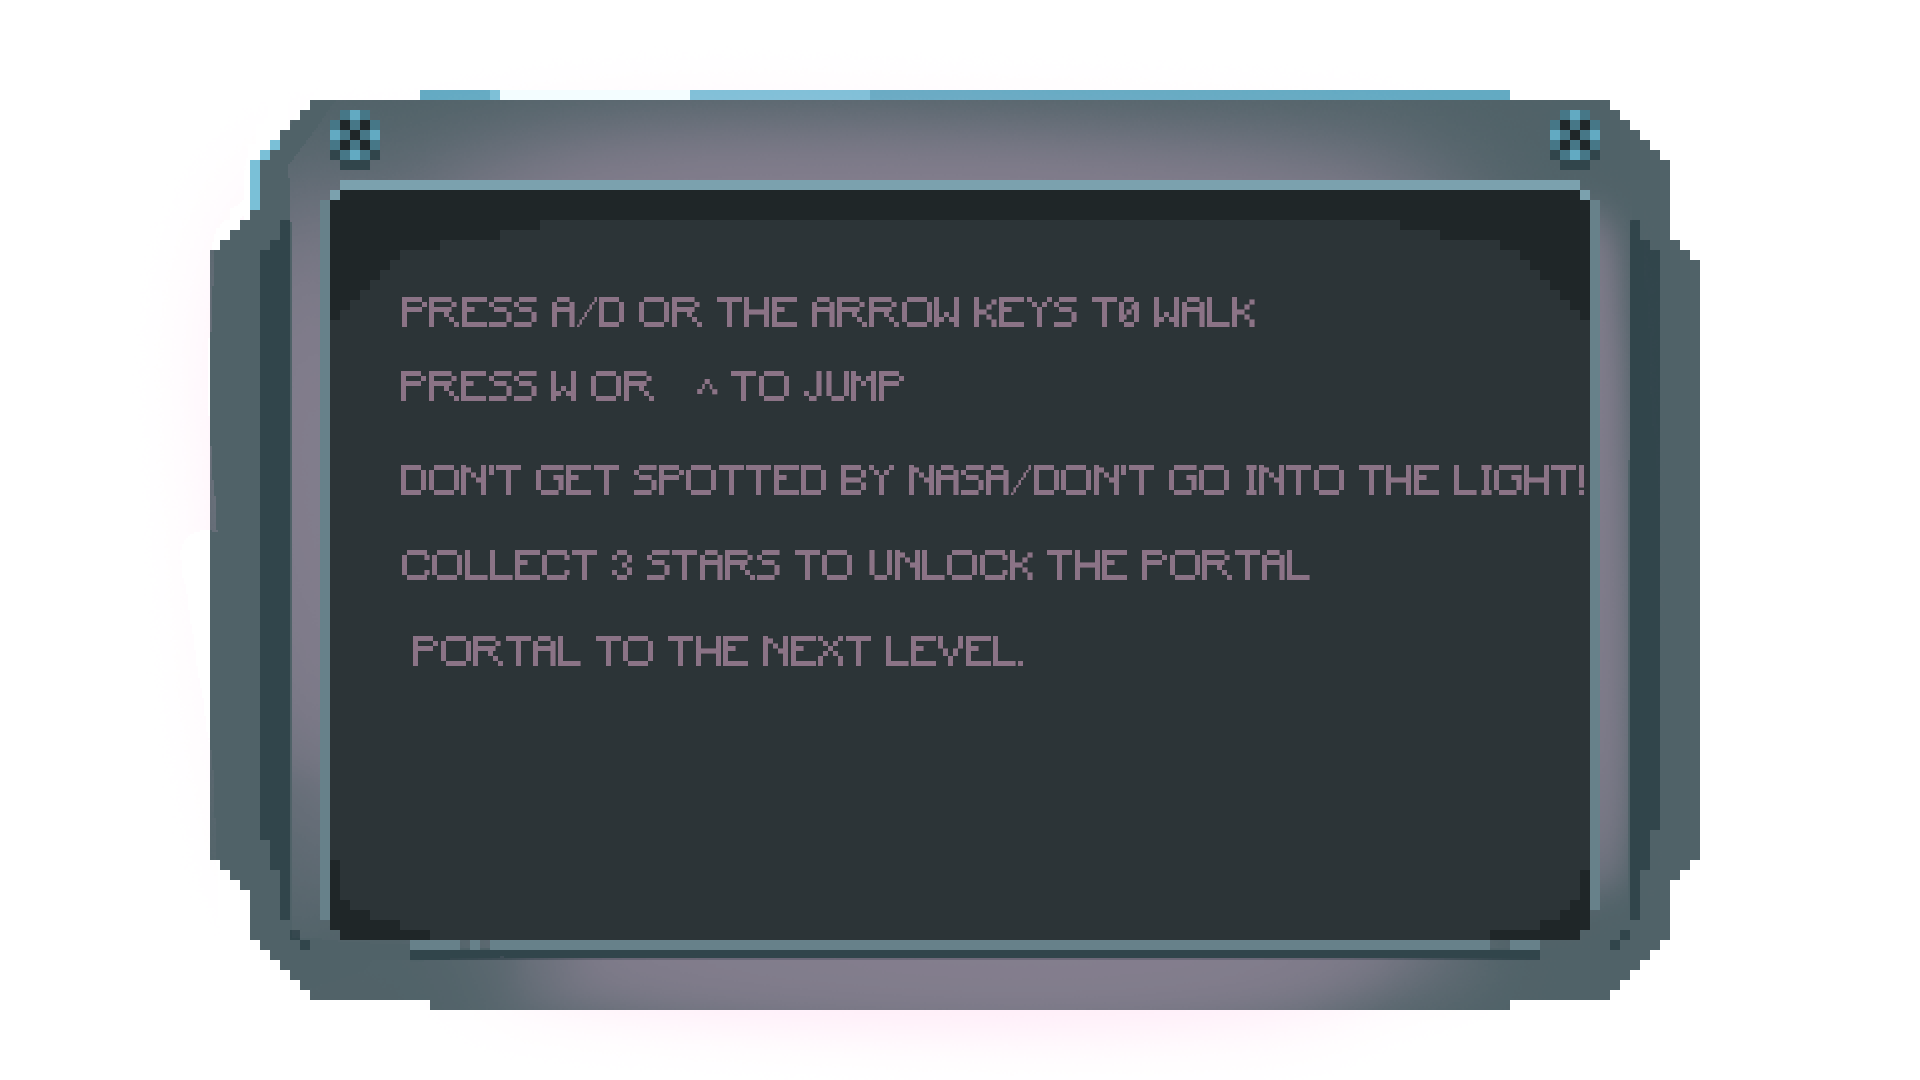 PRESS A/D OR THE ARROW KEYS T0 WALK
PRESS W OR ^ TO JUMP
DON'T GET SPOTTED BY NASA/DON'T GO INTO THE LIGHT!
COLLECT 3 STARS TO UNLOCK THE PORTAL
PORTAL TO THE NEXT LEVEL.